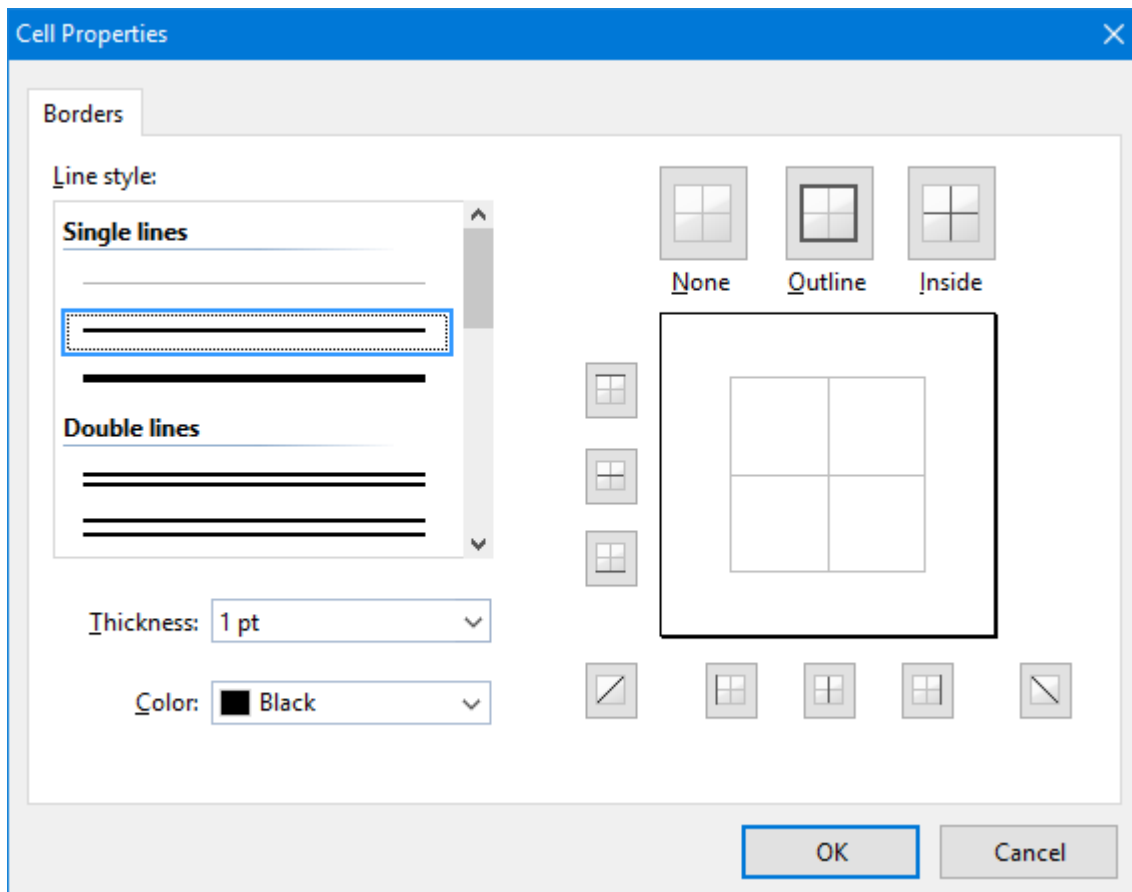 Cell Properties
Borders
Line style:
Single lines
Double lines
Thickness: 1 pt
Color: Black
None Outline Inside
OK Cancel